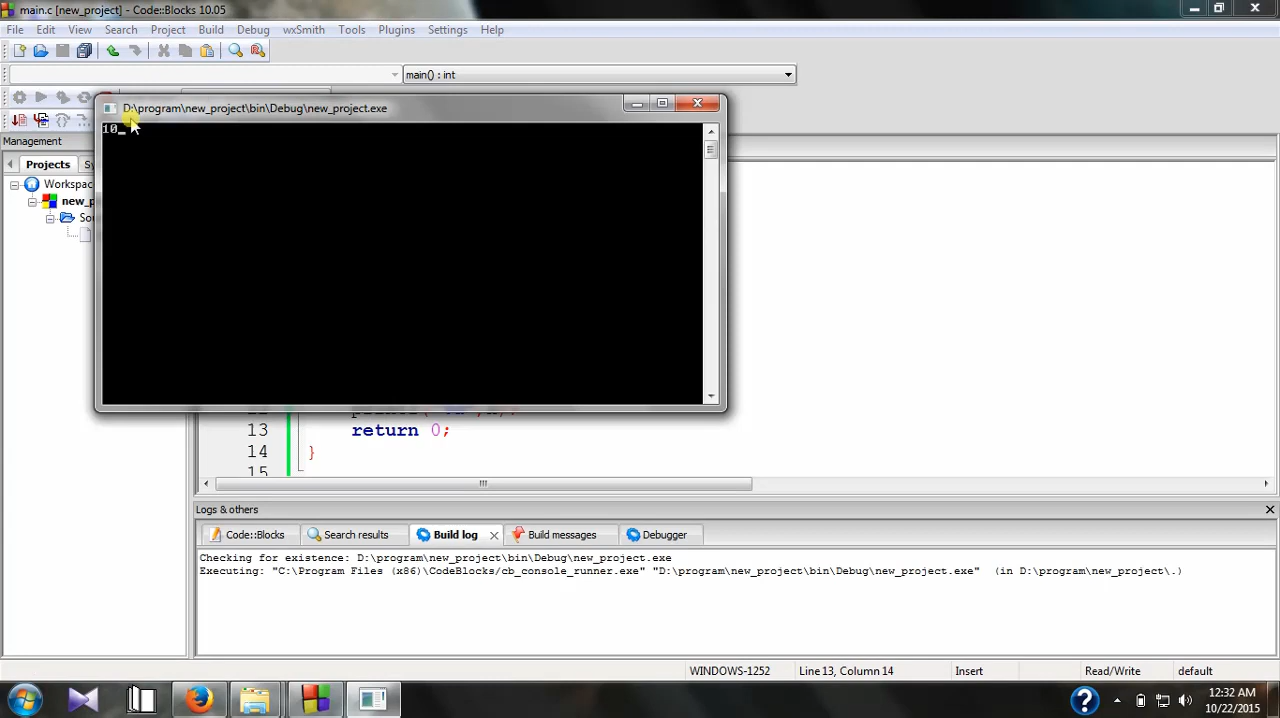 main.c [new_project] - Code::Blocks 10.05
File Edit View Search Project Build Debug wxSmith Tools Plugins Settings Help
main() : int
D:\program\new_project\bin\Debug\new_project.exe
10_
Management
Projects
Workspac
new_p
Sou
13 return 0;
14 }
15
Logs & others
Code::Blocks Search results Build log Build messages Debugger
Checking for existence: D:\program\new_project\bin\Debug\new_project.exe
Executing: "C:\Program Files (x86)\CodeBlocks/cb_console_runner.exe" "D:\program\new_project\bin\Debug\new_project.exe" (in D:\program\new_project\.)
WINDOWS-1252 Line 13, Column 14 Insert Read/Write default
12:32 AM
10/22/2015